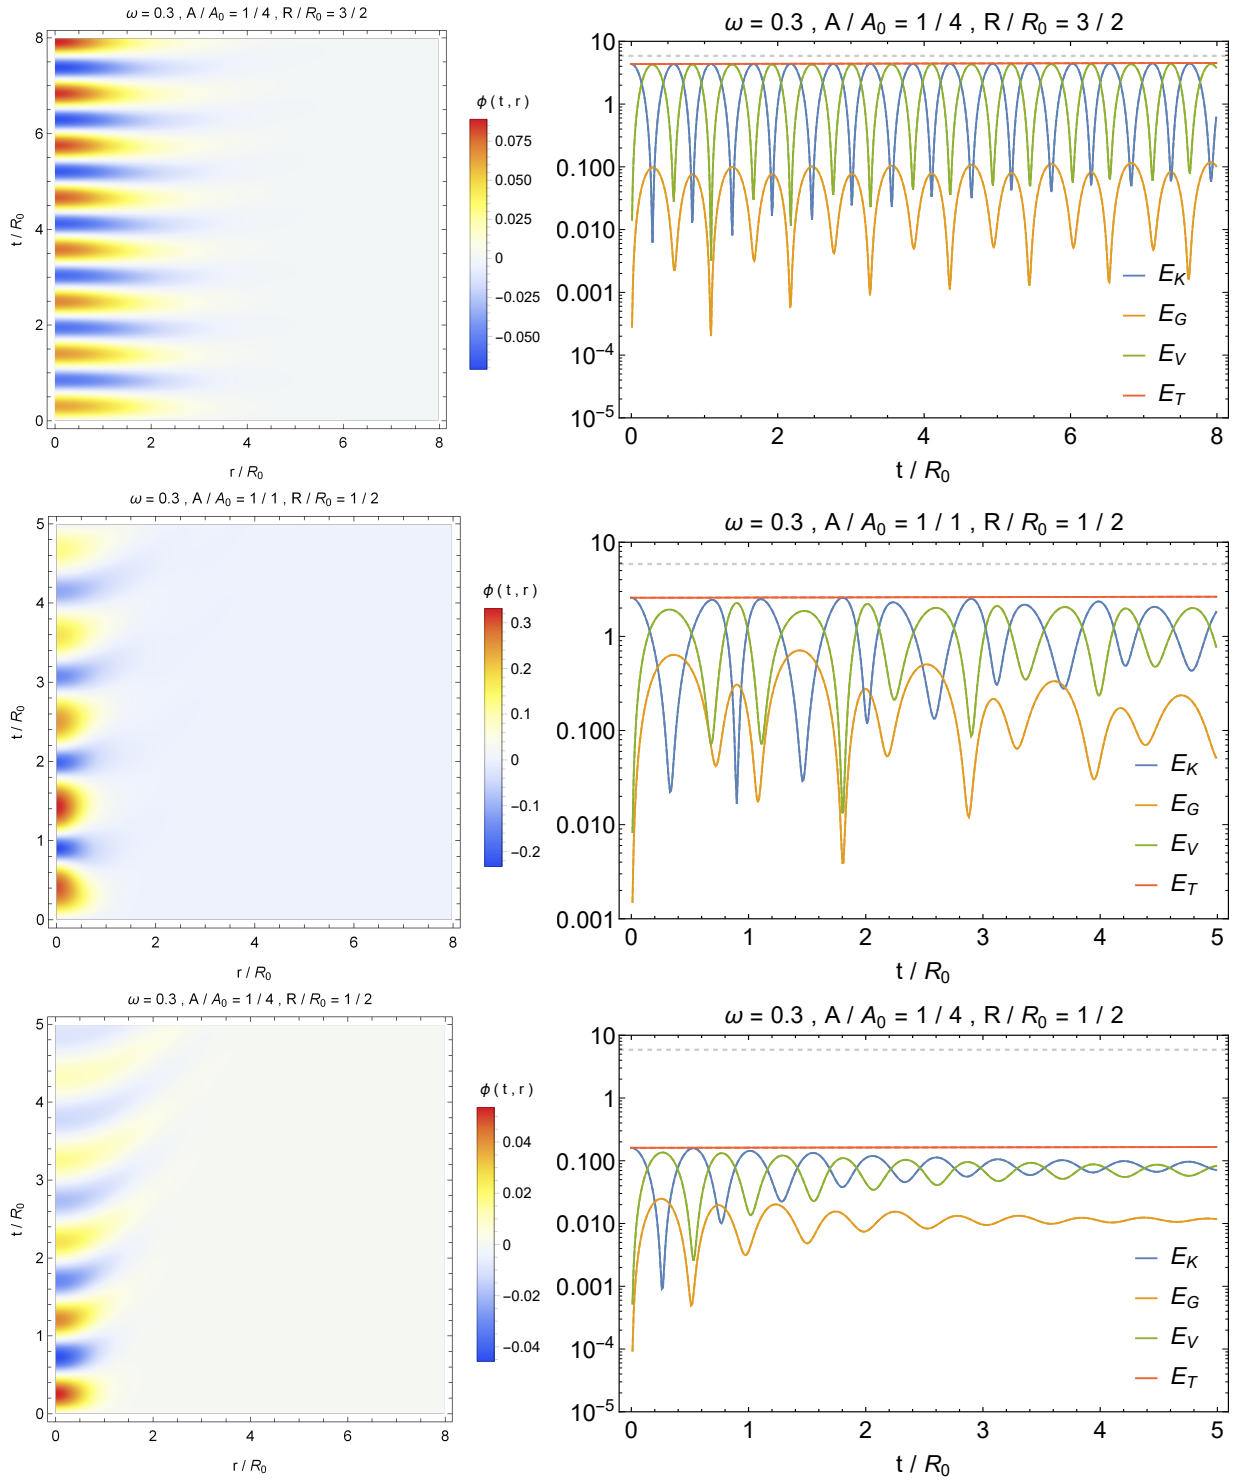 ω = 0.3 , A / A₀ = 1 / 4 , R / R₀ = 3 / 2
8
6
4
2
0
t / R₀
0 2 4 6 8
r / R₀
ϕ ( t , r )
0.075
0.050
0.025
0
−0.025
−0.050
ω = 0.3 , A / A₀ = 1 / 4 , R / R₀ = 3 / 2
10
1
0.100
0.010
0.001
10⁻⁴
10⁻⁵
E_K
E_G
E_V
E_T
0 2 4 6 8
t / R₀
ω = 0.3 , A / A₀ = 1 / 1 , R / R₀ = 1 / 2
5
4
3
2
1
0
t / R₀
0 2 4 6 8
r / R₀
ϕ ( t , r )
0.3
0.2
0.1
0
−0.1
−0.2
ω = 0.3 , A / A₀ = 1 / 1 , R / R₀ = 1 / 2
10
1
0.100
0.010
0.001
E_K
E_G
E_V
E_T
0 1 2 3 4 5
t / R₀
ω = 0.3 , A / A₀ = 1 / 4 , R / R₀ = 1 / 2
5
4
3
2
1
0
t / R₀
0 2 4 6 8
r / R₀
ϕ ( t , r )
0.04
0.02
0
−0.02
−0.04
ω = 0.3 , A / A₀ = 1 / 4 , R / R₀ = 1 / 2
10
1
0.100
0.010
0.001
10⁻⁴
10⁻⁵
E_K
E_G
E_V
E_T
0 1 2 3 4 5
t / R₀